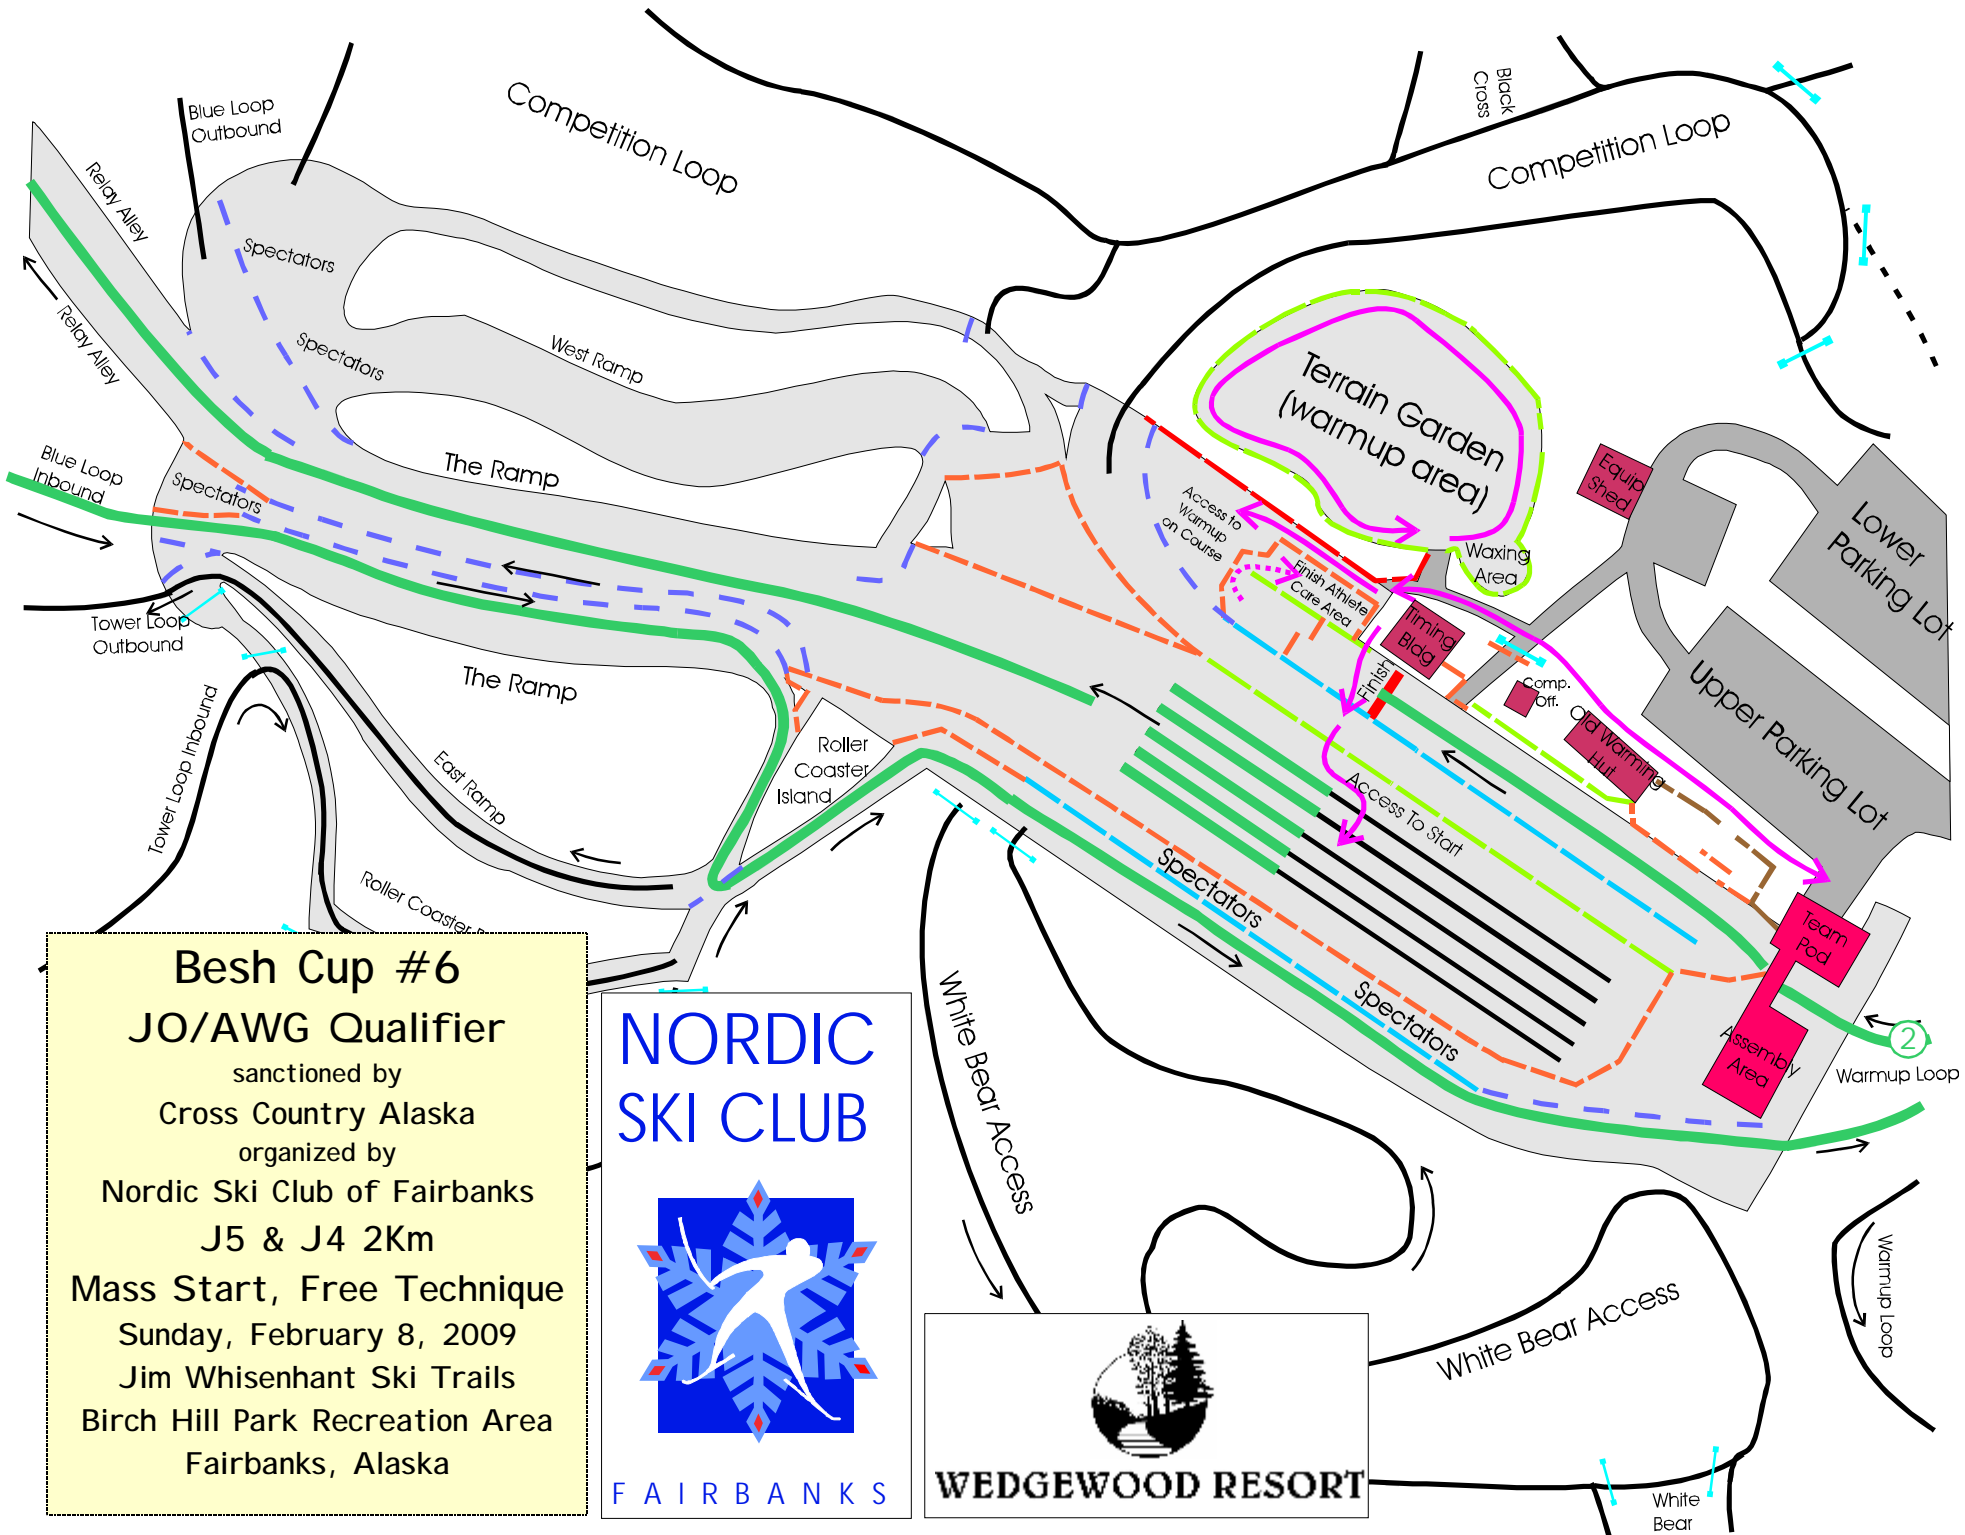 Blue Loop
Outbound
Competition Loop
Black
Cross
Competition Loop
Relay Alley
Spectators
Relay Alley
Spectators
West Ramp
Terrain Garden
(warmup area)
Equip
Shed
Lower
Parking Lot
Blue Loop
Inbound
Spectators
The Ramp
Access to
Warmup
on Course
Waxing
Area
Finish Athlete
Care Area
Timing
Bldg
Tower Loop
Outbound
The Ramp
Finish
Comp.
Off.
Old Warming
Hut
Upper Parking Lot
Tower Loop Inbound
East Ramp
Roller
Coaster
Island
Access To Start
Spectators
Roller Coaster
Spectators
Team
Pod
Assembly
Area
2
Warmup Loop
White Bear Access
Warmup Loop
White Bear Access
White
Bear
Besh Cup #6
JO/AWG Qualifier
sanctioned by
Cross Country Alaska
organized by
Nordic Ski Club of Fairbanks
J5 & J4 2Km
Mass Start, Free Technique
Sunday, February 8, 2009
Jim Whisenhant Ski Trails
Birch Hill Park Recreation Area
Fairbanks, Alaska
NORDIC
SKI CLUB
FAIRBANKS
WEDGEWOOD RESORT